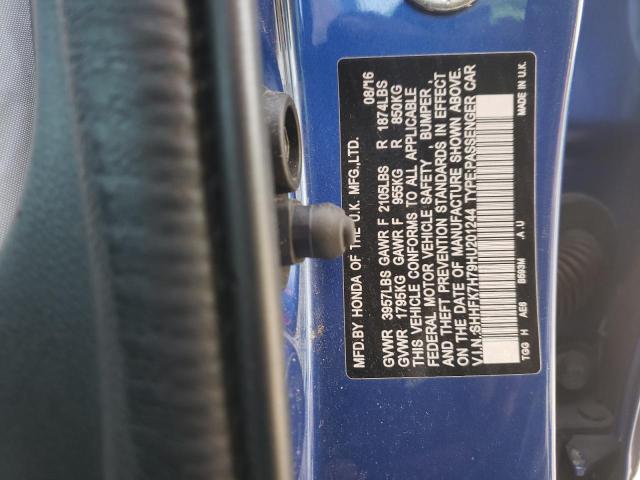 MFD.BY HONDA OF THE U.K. MFG.,LTD. 08/16
GVWR 3957LBS GAWR F 2105LBS R 1874LBS
GVWR 1795KG GAWR F 955KG R 850KG
THIS VEHICLE CONFORMS TO ALL APPLICABLE
FEDERAL MOTOR VEHICLE SAFETY , BUMPER ,
AND THEFT PREVENTION STANDARDS IN EFFECT
ON THE DATE OF MANUFACTURE SHOWN ABOVE.
V.I.N.:SHHFK7H79HU201244 TYPE:PASSENGER CAR
TGG H AE6 B593M .A.U MADE IN U.K.